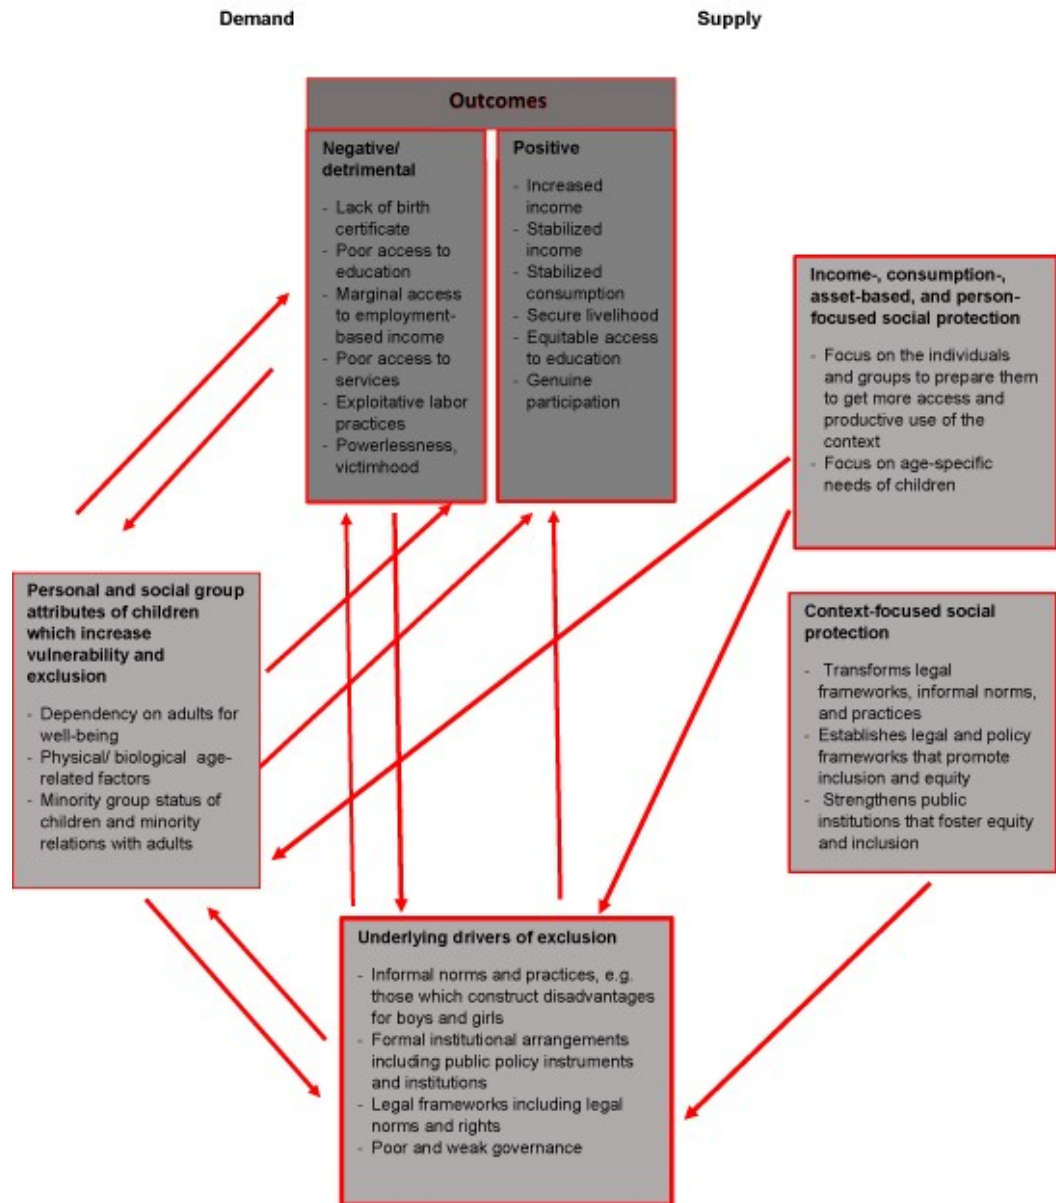 Demand
Supply
Outcomes
Negative/
detrimental
- Lack of birth
certificate
- Poor access to
education
- Marginal access
to employment-
based income
- Poor access to
services
- Exploitative labor
practices
- Powerlessness,
victimhood
Positive
- Increased
income
- Stabilized
income
- Stabilized
consumption
- Secure livelihood
- Equitable access
to education
- Genuine
participation
Income-, consumption-,
asset-based, and person-
focused social protection
- Focus on the individuals
and groups to prepare them
to get more access and
productive use of the
context
- Focus on age-specific
needs of children
Personal and social group
attributes of children
which increase
vulnerability and
exclusion
- Dependency on adults for
well-being
- Physical/ biological age-
related factors
- Minority group status of
children and minority
relations with adults
Context-focused social
protection
- Transforms legal
frameworks, informal norms,
and practices
- Establishes legal and policy
frameworks that promote
inclusion and equity
- Strengthens public
institutions that foster equity
and inclusion
Underlying drivers of exclusion
- Informal norms and practices, e.g.
those which construct disadvantages
for boys and girls
- Formal institutional arrangements
including public policy instruments
and institutions
- Legal frameworks including legal
norms and rights
- Poor and weak governance